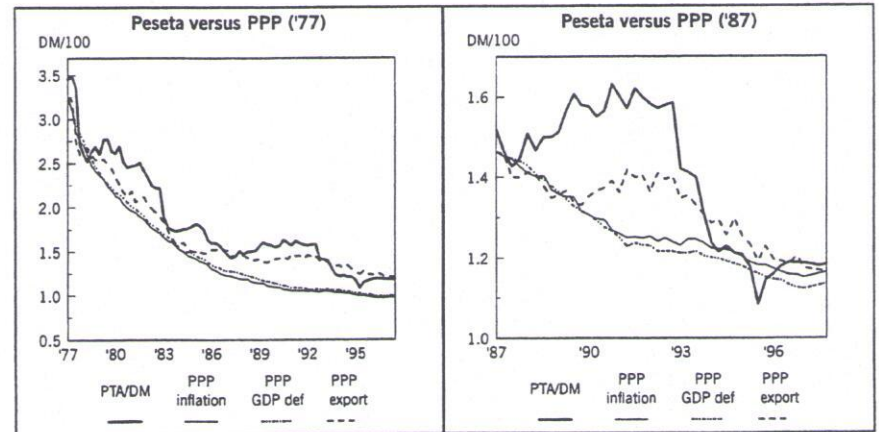 Peseta versus PPP ('77)
DM/100
3.5
3.0
2.5
2.0
1.5
1.0
0.5
'77 '80 '83 '86 '89 '92 '95
PTA/DM PPP inflation PPP GDP def PPP export
Peseta versus PPP ('87)
DM/100
1.6
1.4
1.2
1.0
'87 '90 '93 '96
PTA/DM PPP inflation PPP GDP def PPP export